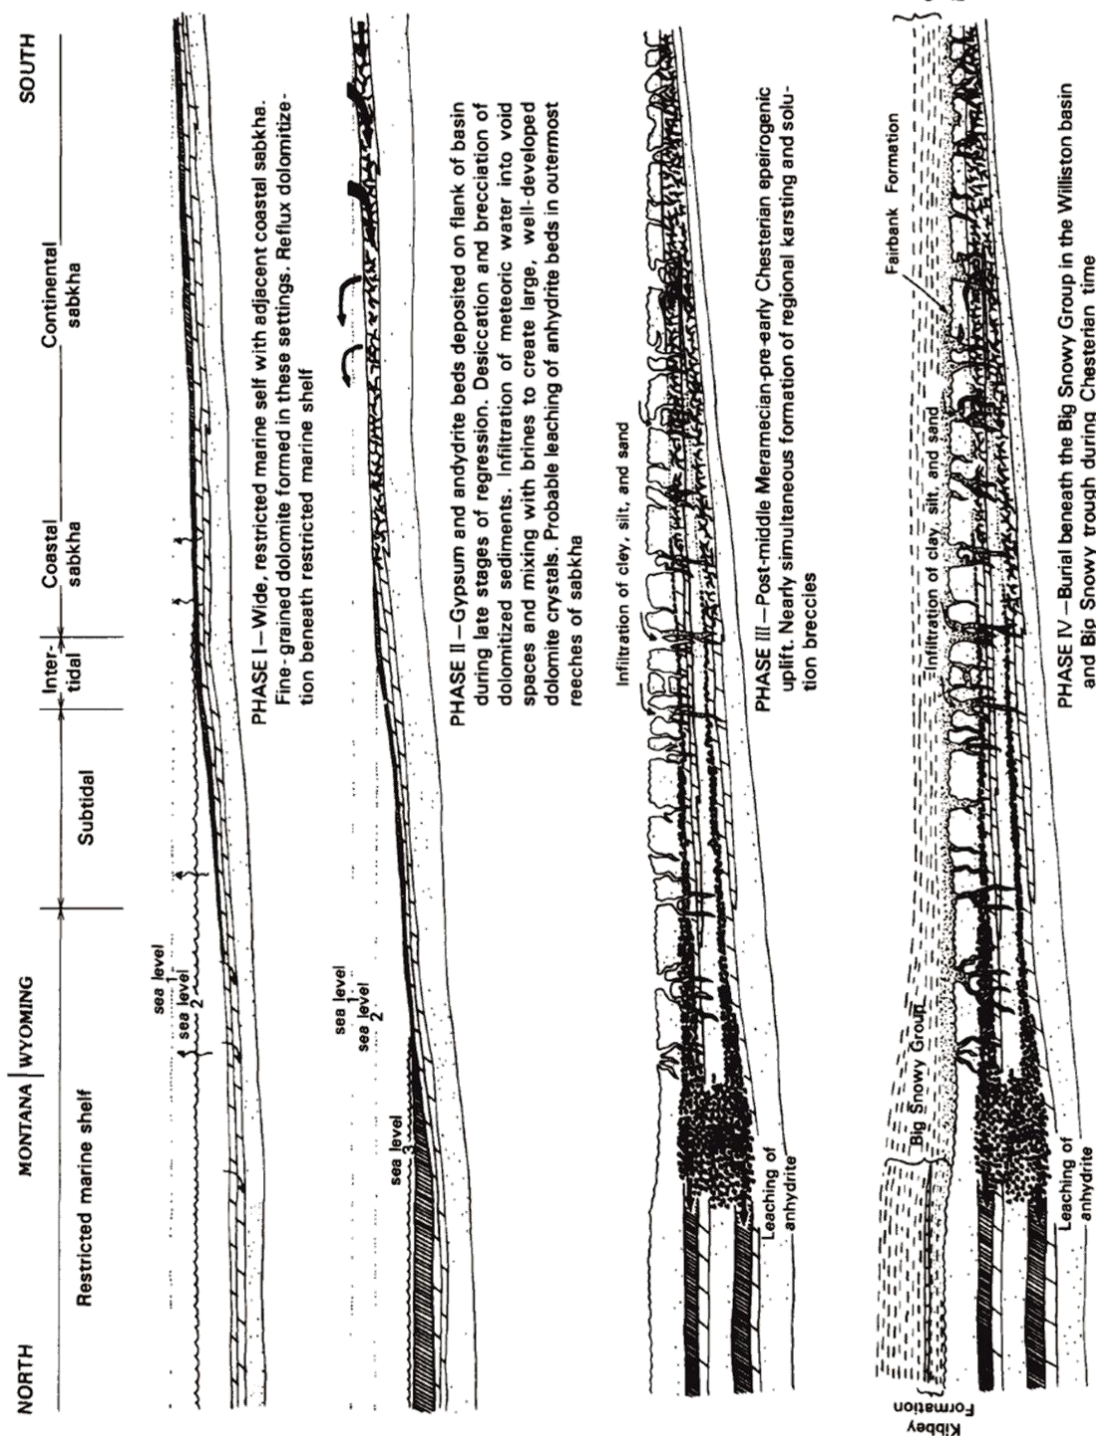 NORTH
MONTANA | WYOMING
SOUTH
Restricted marine shelf
Subtidal
Inter-
tidal
Coastal
sabkha
Continental
sabkha
sea level
1
sea level
2
PHASE I—Wide, restricted marine self with adjacent coastal sabkha.
Fine-grained dolomite formed in these settings. Reflux dolomitize-
tion beneath restricted marine shelf
sea level
1
sea level
2
sea level
3
PHASE II—Gypsum and andydrite beds deposited on flank of basin
during late stages of regression. Desiccation and brecciation of
dolomitized sediments. Infiltration of meteoric water into void
spaces and mixing with brines to create large, well-developed
dolomite crystals. Probable leaching of anhydrite beds in outermost
reeches of sabkha
Infiltration of clay, silt, and sand
Leaching of
anhydrite
PHASE III—Post-middle Meramecian-pre-early Chesterian epeirogenic
uplift. Nearly simultaneous formation of regional karsting and solu-
tion breccies
Fairbank Formation
Big Snowy Group
Infiltration of clay, silt, and sand
Kibbey
Formation
Leaching of
anhydrite
PHASE IV—Burial beneath the Big Snowy Group in the Williston basin
and Big Snowy trough during Chesterian time